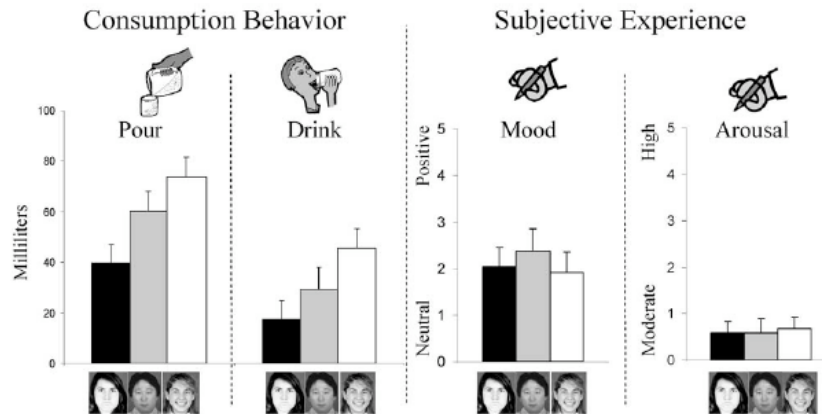 Consumption Behavior
Subjective Experience
Pour
Drink
Mood
Arousal
Milliliters
100
80
60
40
20
0
Positive
Neutral
5
4
3
2
1
0
High
Moderate
5
4
3
2
1
0